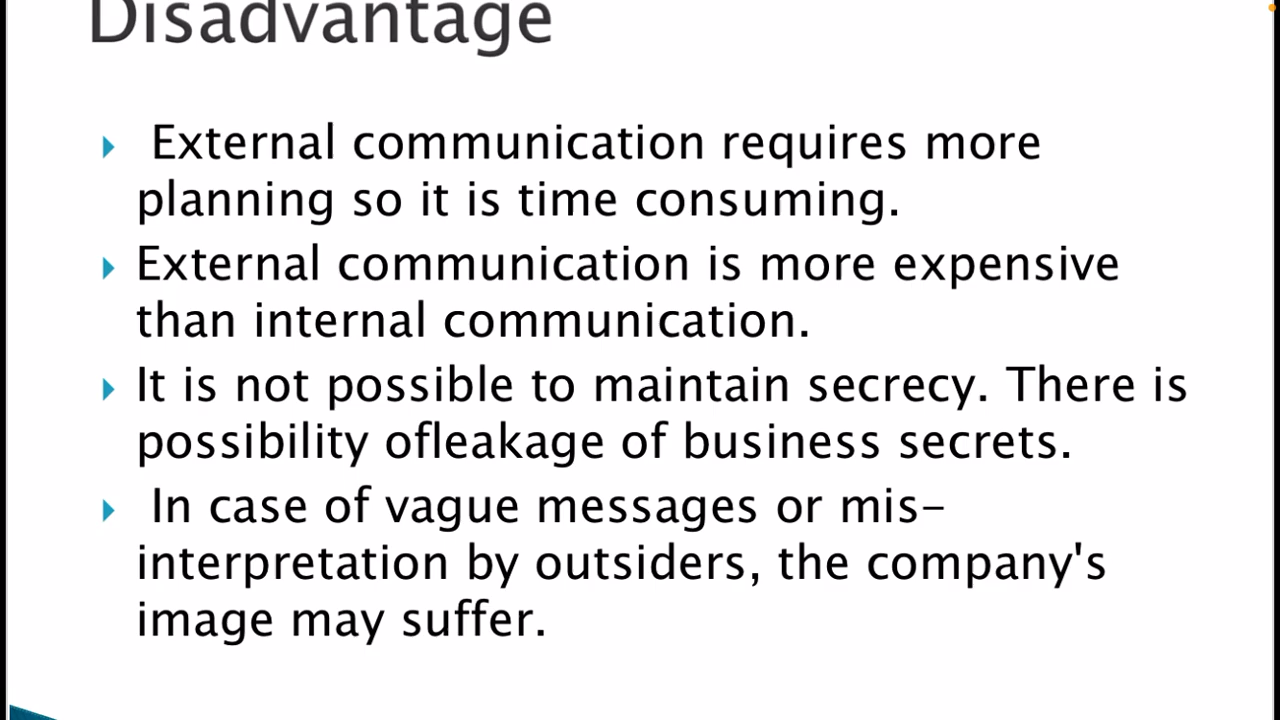 Disadvantage
External communication requires more
planning so it is time consuming.
External communication is more expensive
than internal communication.
It is not possible to maintain secrecy. There is
possibility ofleakage of business secrets.
In case of vague messages or mis-
interpretation by outsiders, the company's
image may suffer.